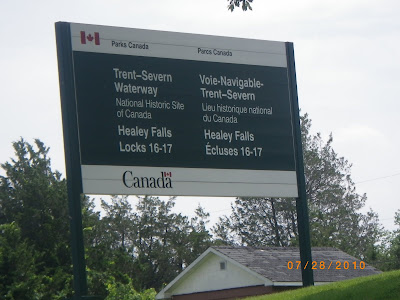 Parks Canada
Parcs Canada
Trent–Severn
Waterway
National Historic Site
of Canada
Healey Falls
Locks 16-17
Voie-Navigable-
Trent–Severn
Lieu historique national
du Canada
Healey Falls
Écluses 16-17
Canada
07/28/2010